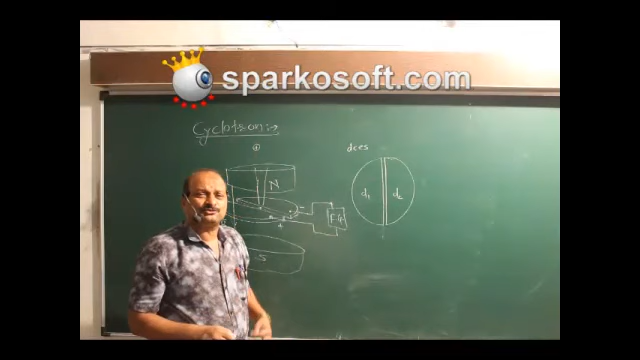 sparkosoft.com
Cyclotron :→
dees
N
d₁
d₂
S